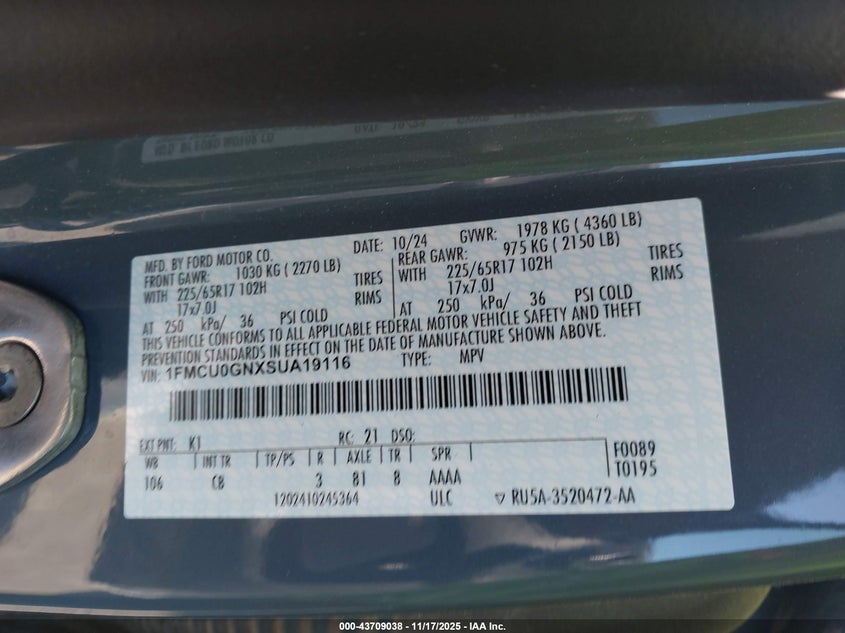 MFD. BY FORD MOTOR CO.
DATE: 10/24
GVWR: 1978 KG ( 4360 LB)
FRONT GAWR: 1030 KG ( 2270 LB)
WITH 225/65R17 102H TIRES
17x7.0J RIMS
AT 250 kPa/ 36 PSI COLD
REAR GAWR: 975 KG ( 2150 LB)
WITH 225/65R17 102H TIRES
17x7.0J RIMS
AT 250 kPa/ 36 PSI COLD
THIS VEHICLE CONFORMS TO ALL APPLICABLE FEDERAL MOTOR VEHICLE SAFETY AND THEFT
PREVENTION STANDARDS IN EFFECT ON THE DATE OF MANUFACTURE SHOWN ABOVE.
VIN: 1FMCU0GNXSUA19116 TYPE: MPV
EXT PNT: K1 RC: 21 DSO:
WB INT TR TP/PS R AXLE TR SPR
106 CB 3 81 8 AAAA
F0089
T0195
1202410245364 ULC ▽ RU5A-3520472-AA
000-43709038 - 11/17/2025 - IAA Inc.